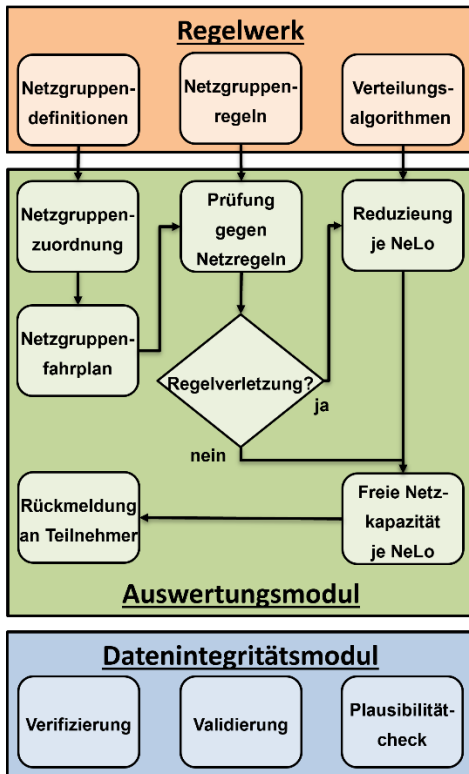 Regelwerk
Netzgruppen-
definitionen
Netzgruppen-
regeln
Verteilungs-
algorithmen
Netzgruppen-
zuordnung
Prüfung
gegen
Netzregeln
Reduzieung
je NeLo
Netzgruppen-
fahrplan
Regelverletzung?
ja
nein
Rückmeldung
an Teilnehmer
Freie Netz-
kapazität
je NeLo
Auswertungsmodul
Datenintegritätsmodul
Verifizierung
Validierung
Plausibilität-
check